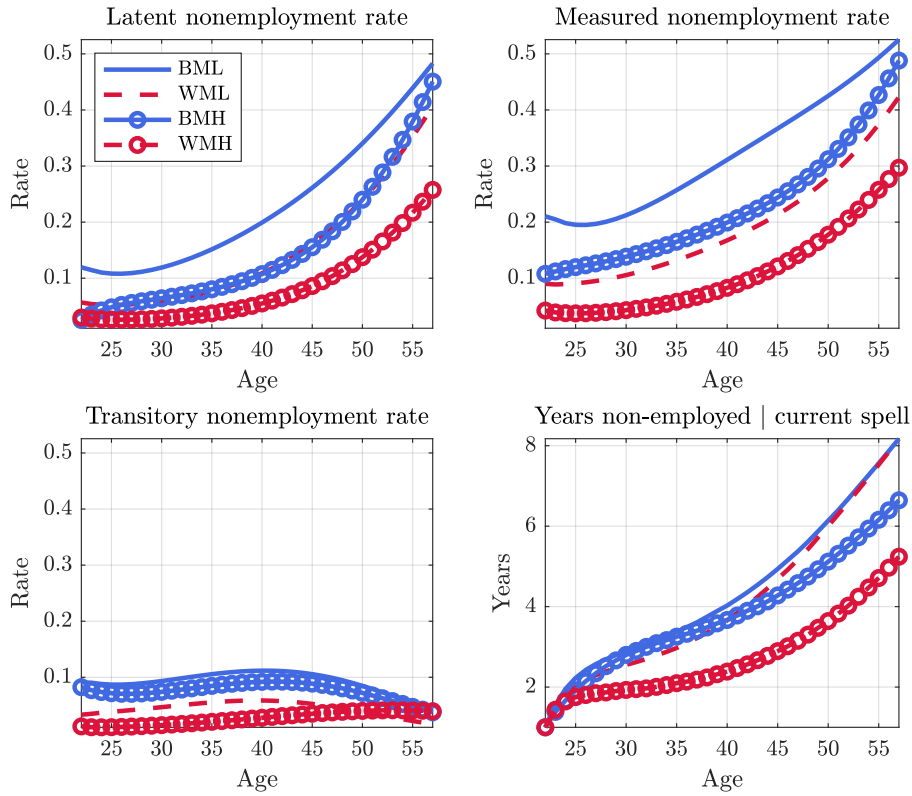 Latent nonemployment rate
0.5
0.4
0.3
0.2
0.1
Rate
BML
WML
BMH
WMH
25 30 35 40 45 50 55
Age
Measured nonemployment rate
0.5
0.4
0.3
0.2
0.1
Rate
25 30 35 40 45 50 55
Age
Transitory nonemployment rate
0.5
0.4
0.3
0.2
0.1
Rate
25 30 35 40 45 50 55
Age
Years non-employed | current spell
8
6
4
2
Years
25 30 35 40 45 50 55
Age